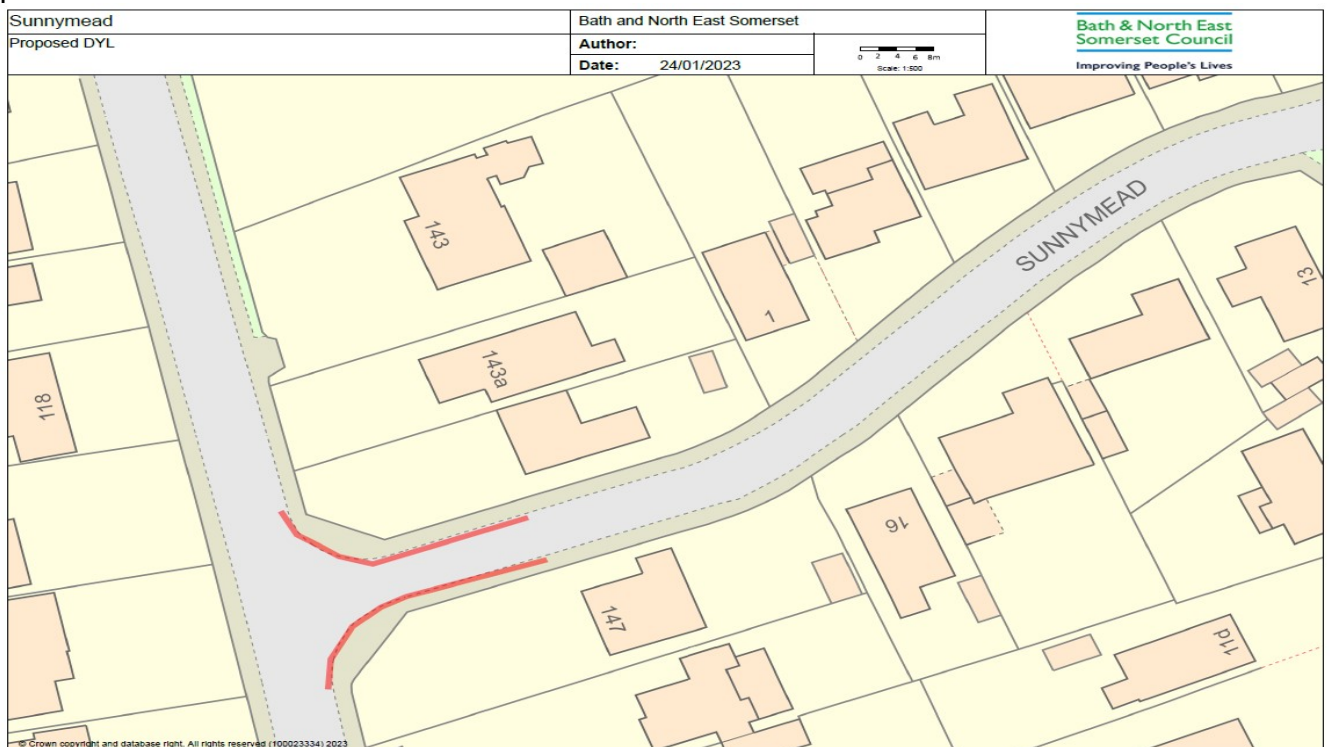 Sunnymead
Proposed DYL
Bath and North East Somerset
Author:
Date: 24/01/2023
0 2 4 6 8m
Scale: 1:500
Bath & North East
Somerset Council
Improving People's Lives
143
143a
118
1
SUNNYMEAD
13
16
147
11d
© Crown copyright and database right. All rights reserved (100023334) 2023